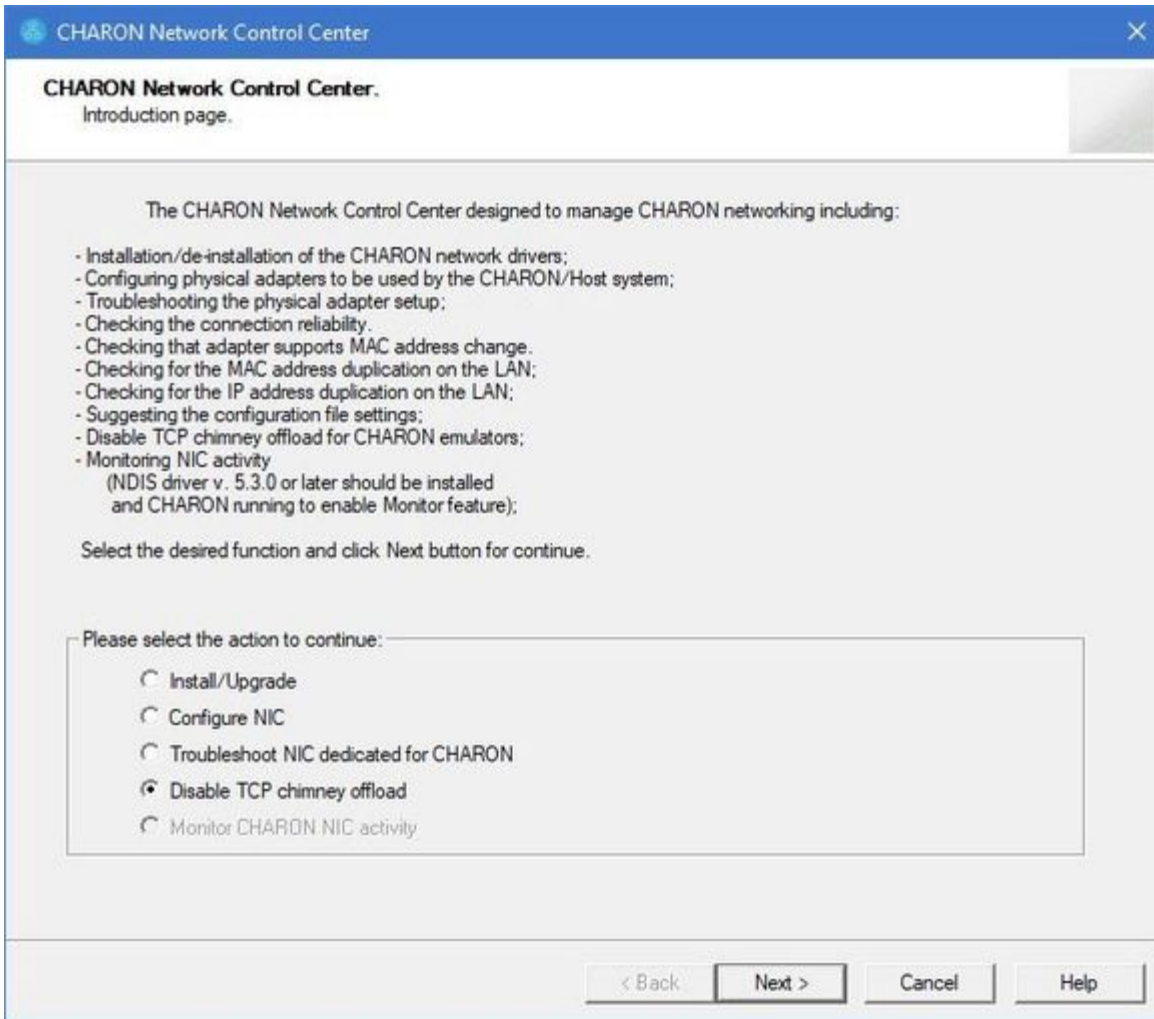 CHARON Network Control Center
CHARON Network Control Center.
Introduction page.
The CHARON Network Control Center designed to manage CHARON networking including:
- Installation/de-installation of the CHARON network drivers;
- Configuring physical adapters to be used by the CHARON/Host system;
- Troubleshooting the physical adapter setup;
- Checking the connection reliability.
- Checking that adapter supports MAC address change.
- Checking for the MAC address duplication on the LAN;
- Checking for the IP address duplication on the LAN;
- Suggesting the configuration file settings;
- Disable TCP chimney offload for CHARON emulators;
- Monitoring NIC activity
(NDIS driver v. 5.3.0 or later should be installed
and CHARON running to enable Monitor feature);
Select the desired function and click Next button for continue.
Please select the action to continue:
Install/Upgrade
Configure NIC
Troubleshoot NIC dedicated for CHARON
Disable TCP chimney offload
Monitor CHARON NIC activity
< Back
Next >
Cancel
Help